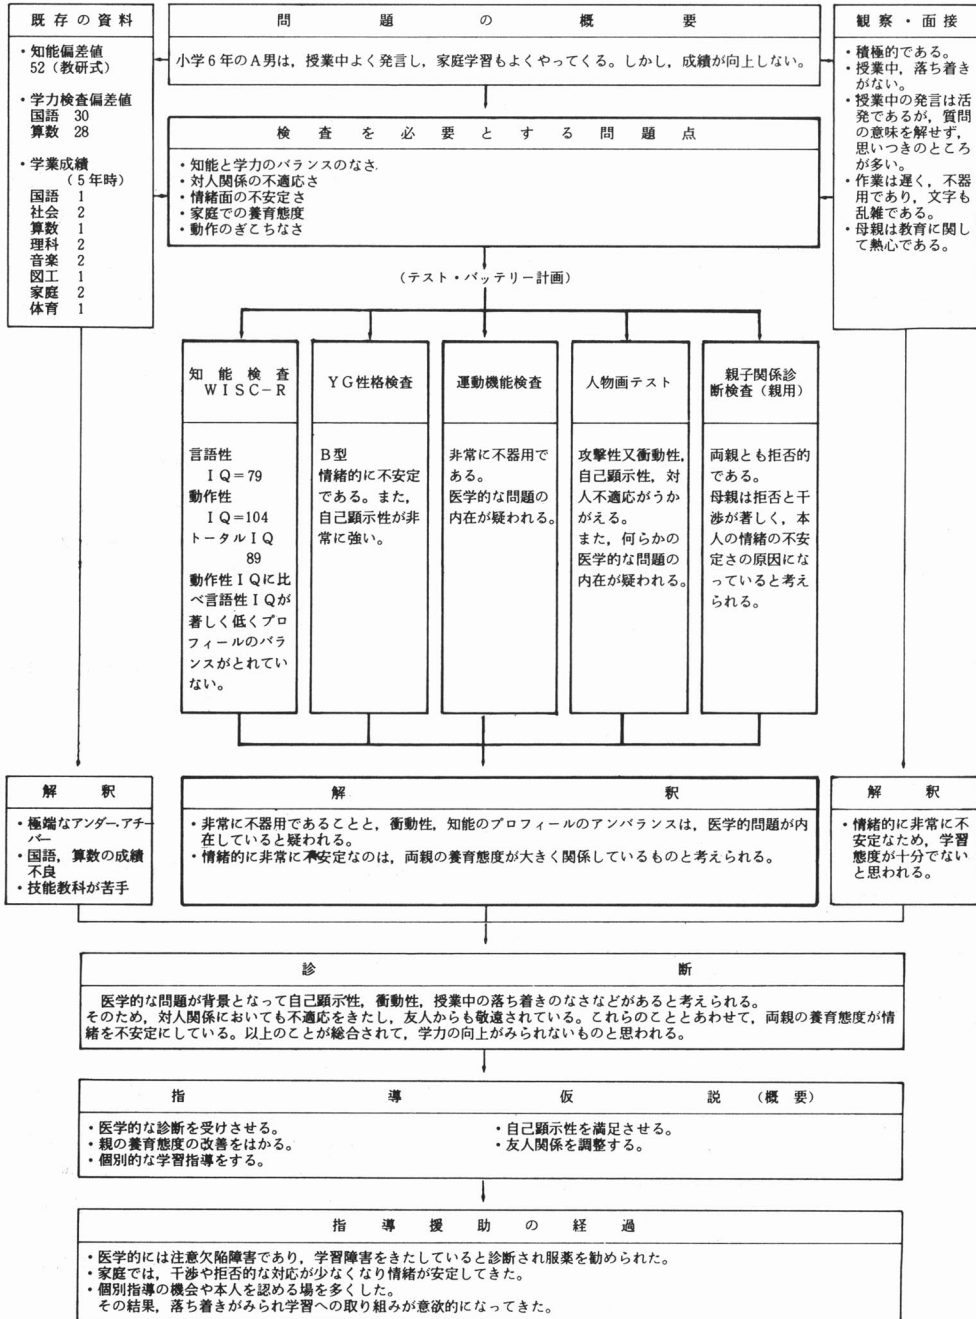 既存の資料
・知能偏差値
52（教研式）
・学力検査偏差値
国語 30
算数 28
・学業成績
（5年時）
国語 1
社会 2
算数 1
理科 2
音楽 2
図工 1
家庭 2
体育 1
問題の概要
小学6年のA男は，授業中よく発言し，家庭学習もよくやってくる。しかし，成績が向上しない。
観察・面接
・積極的である。
・授業中，落ち着き
がない。
・授業中の発言は活
発であるが，質問
の意味を解せず，
思いつきのところ
が多い。
・作業は遅く，不器
用であり，文字も
乱雑である。
・母親は教育に関し
て熱心である。
検査を必要とする問題点
・知能と学力のバランスのなさ
・対人関係の不適応さ
・情緒面の不安定さ
・家庭での養育態度
・動作のぎこちなさ
（テスト・バッテリー計画）
知能検査
WISC-R
言語性
IQ=79
動作性
IQ=104
トータルIQ
89
動作性IQに比
べ言語性IQが
著しく低くプロ
フィールのバラ
ンスがとれてい
ない。
YG性格検査
B型
情緒的に不安定
である。また，
自己顕示性が非
常に強い。
運動機能検査
非常に不器用で
ある。
医学的な問題の
内在が疑われる。
人物画テスト
攻撃性又衝動性，
自己顕示性，対
人不適応がうか
がえる。
また，何らかの
医学的な問題の
内在が疑われる。
親子関係診
断検査（親用）
両親とも拒否的
である。
母親は拒否と干
渉が著しく，本
人の情緒の不安
定さの原因にな
っていると考え
られる。
解釈
・極端なアンダー・アチー
バー
・国語，算数の成績
不良
・技能教科が苦手
解釈
・非常に不器用であることと，衝動性，知能のプロフィールのアンバランスは，医学的問題が内
在していると疑われる。
・情緒的に非常に不安定なのは，両親の養育態度が大きく関係しているものと考えられる。
解釈
・情緒的に非常に不
安定なため，学習
態度が十分でない
と思われる。
診断
医学的な問題が背景となって自己顕示性，衝動性，授業中の落ち着きのなさなどがあると考えられる。
そのため，対人関係においても不適応をきたし，友人からも敬遠されている。これらのこととあわせて，両親の養育態度が情
緒を不安定にしている。以上のことが総合されて，学力の向上がみられないものと思われる。
指導仮説（概要）
・医学的な診断を受けさせる。
・親の養育態度の改善をはかる。
・個別的な学習指導をする。
・自己顕示性を満足させる。
・友人関係を調整する。
指導援助の経過
・医学的には注意欠陥障害であり，学習障害をきたしていると診断され服薬を勧められた。
・家庭では，干渉や拒否的な対応が少なくなり情緒が安定してきた。
・個別指導の機会や本人を認める場を多くした。
その結果，落ち着きがみられ学習への取り組みが意欲的になってきた。